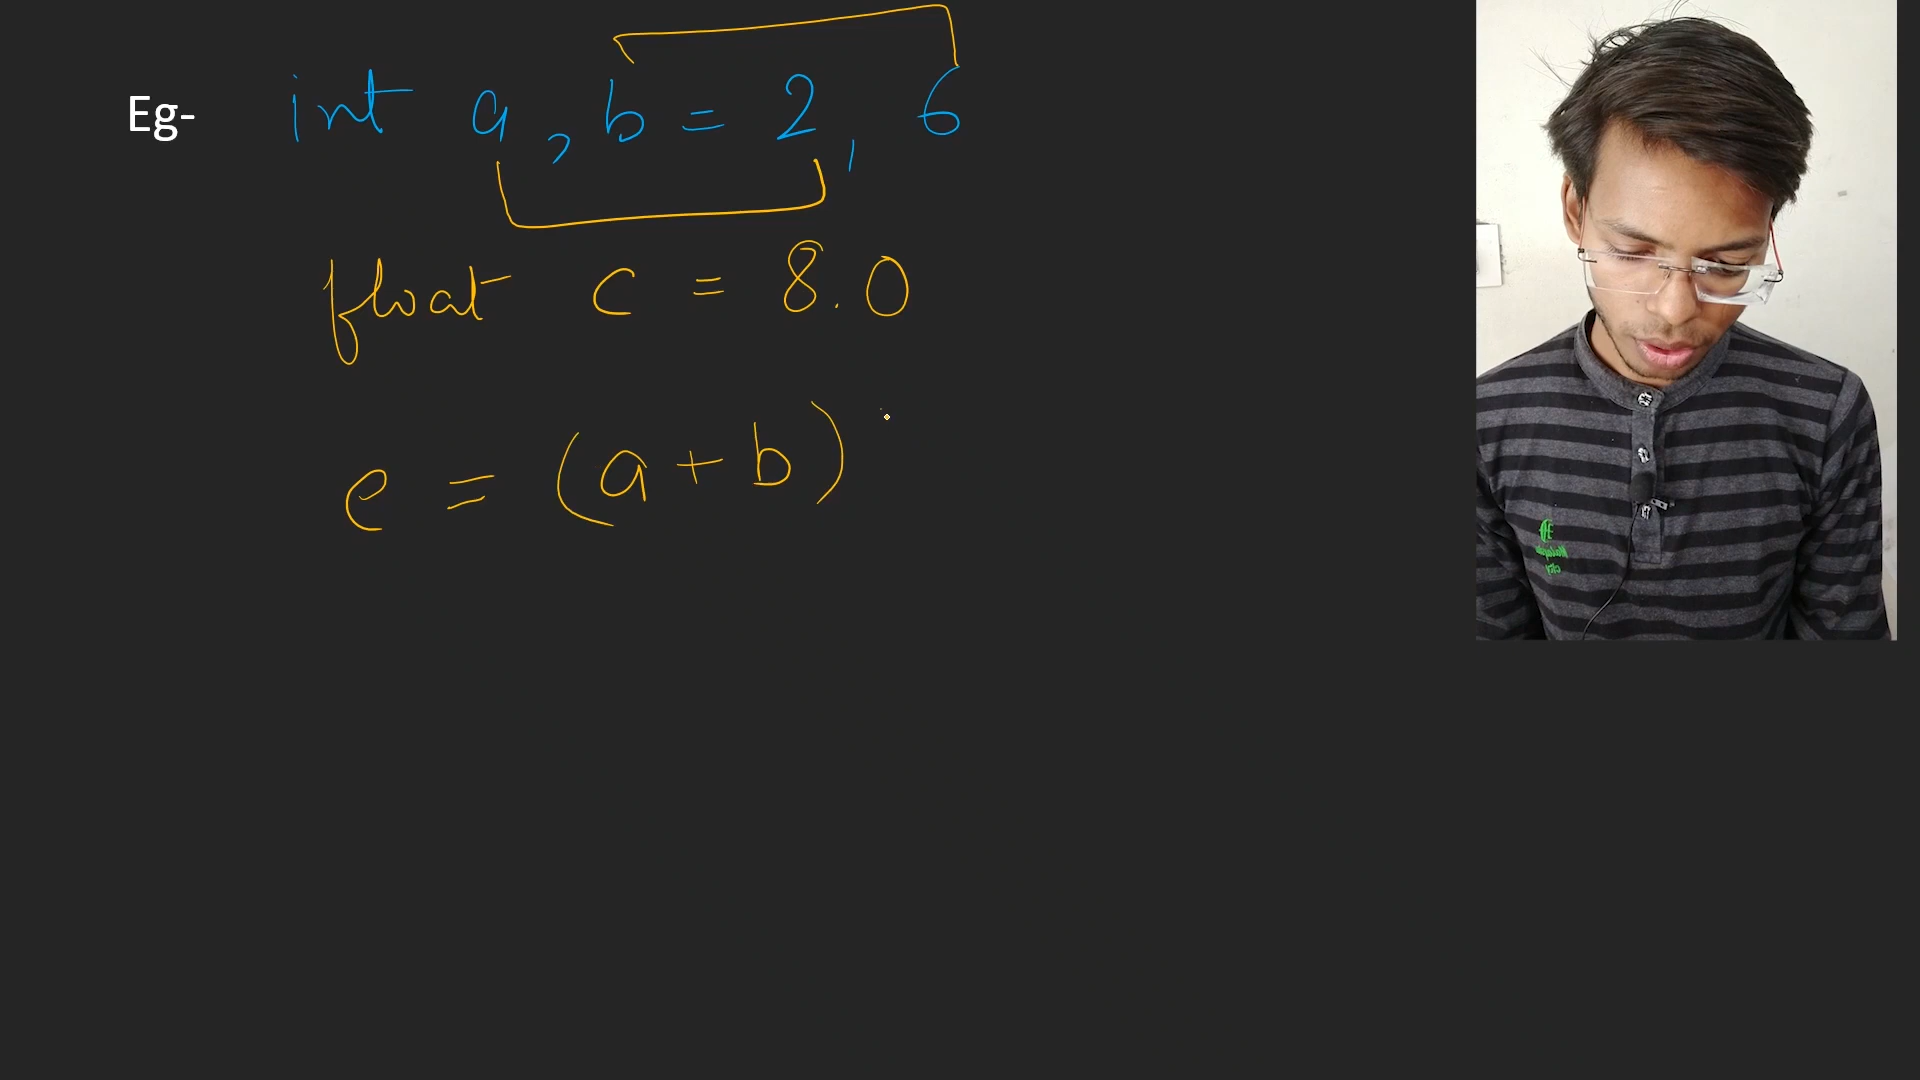 Eg- int a, b = 2, 6
float c = 8.0
e = (a + b)